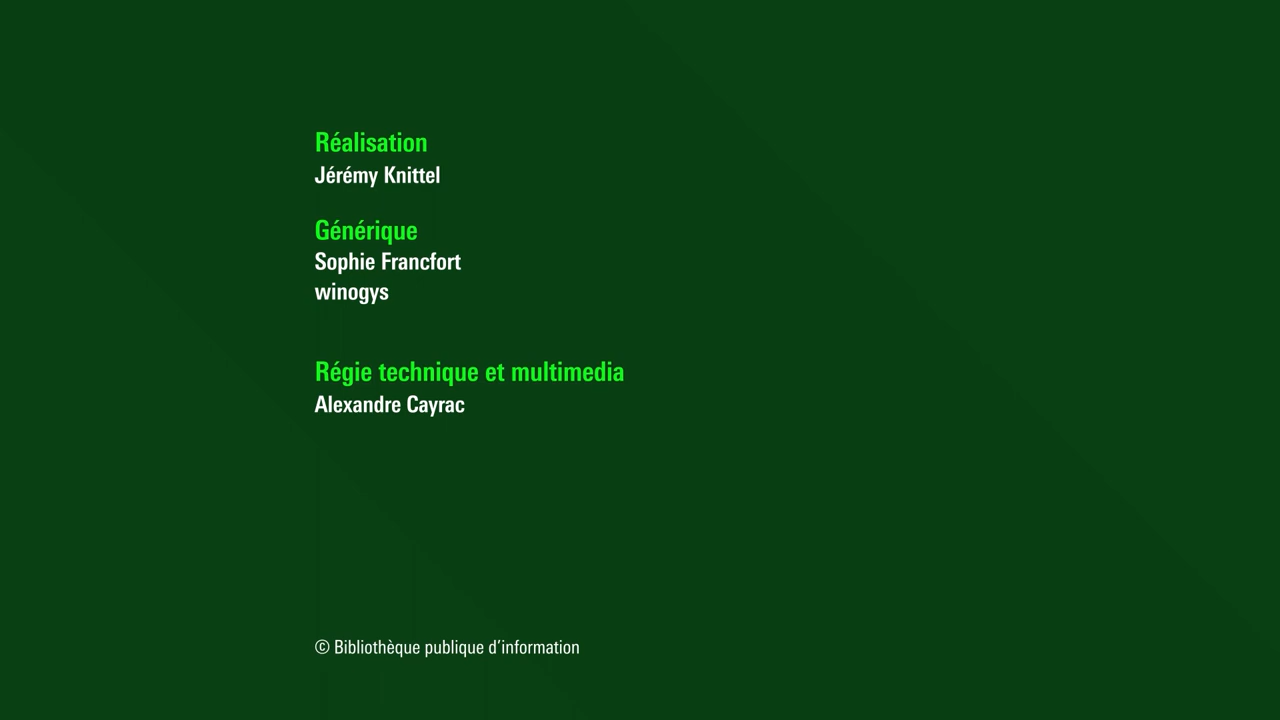 Réalisation
Jérémy Knittel
Générique
Sophie Francfort
winogys
Régie technique et multimedia
Alexandre Cayrac
© Bibliothèque publique d’information